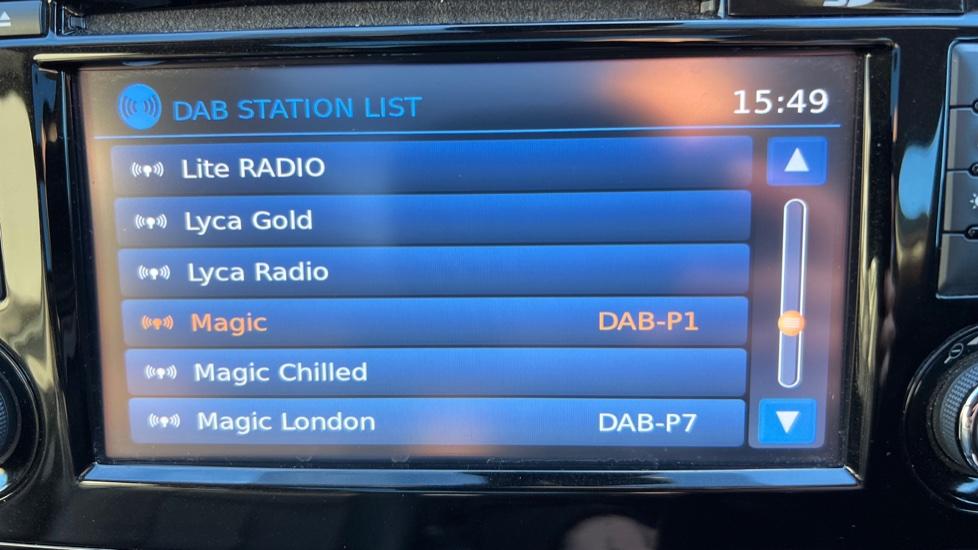 DAB STATION LIST
15:49
Lite RADIO
Lyca Gold
Lyca Radio
Magic DAB-P1
Magic Chilled
Magic London DAB-P7